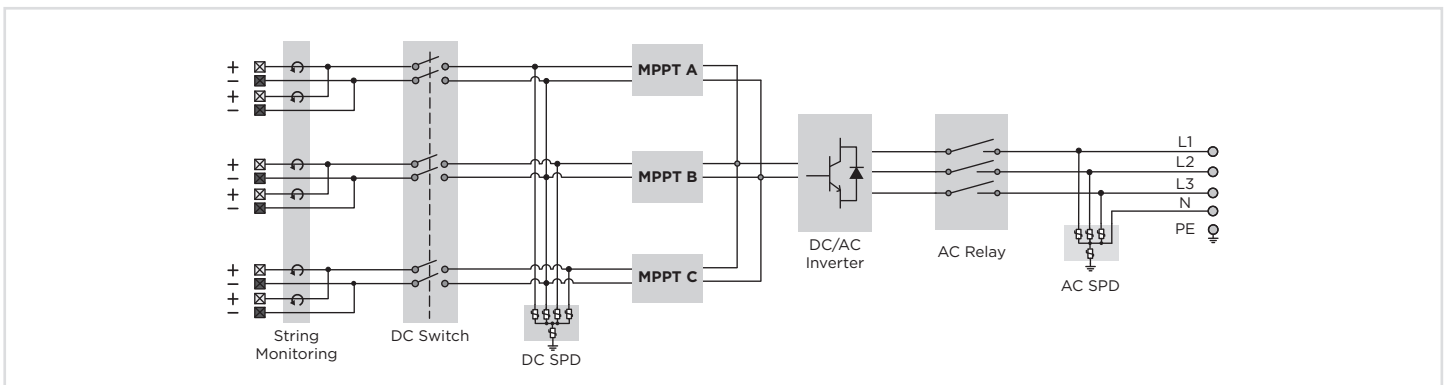 +
−
+
−
MPPT A
+
−
+
−
MPPT B
+
−
+
−
MPPT C
String
Monitoring
DC Switch
DC SPD
DC/AC
Inverter
AC Relay
L1
L2
L3
N
PE
AC SPD